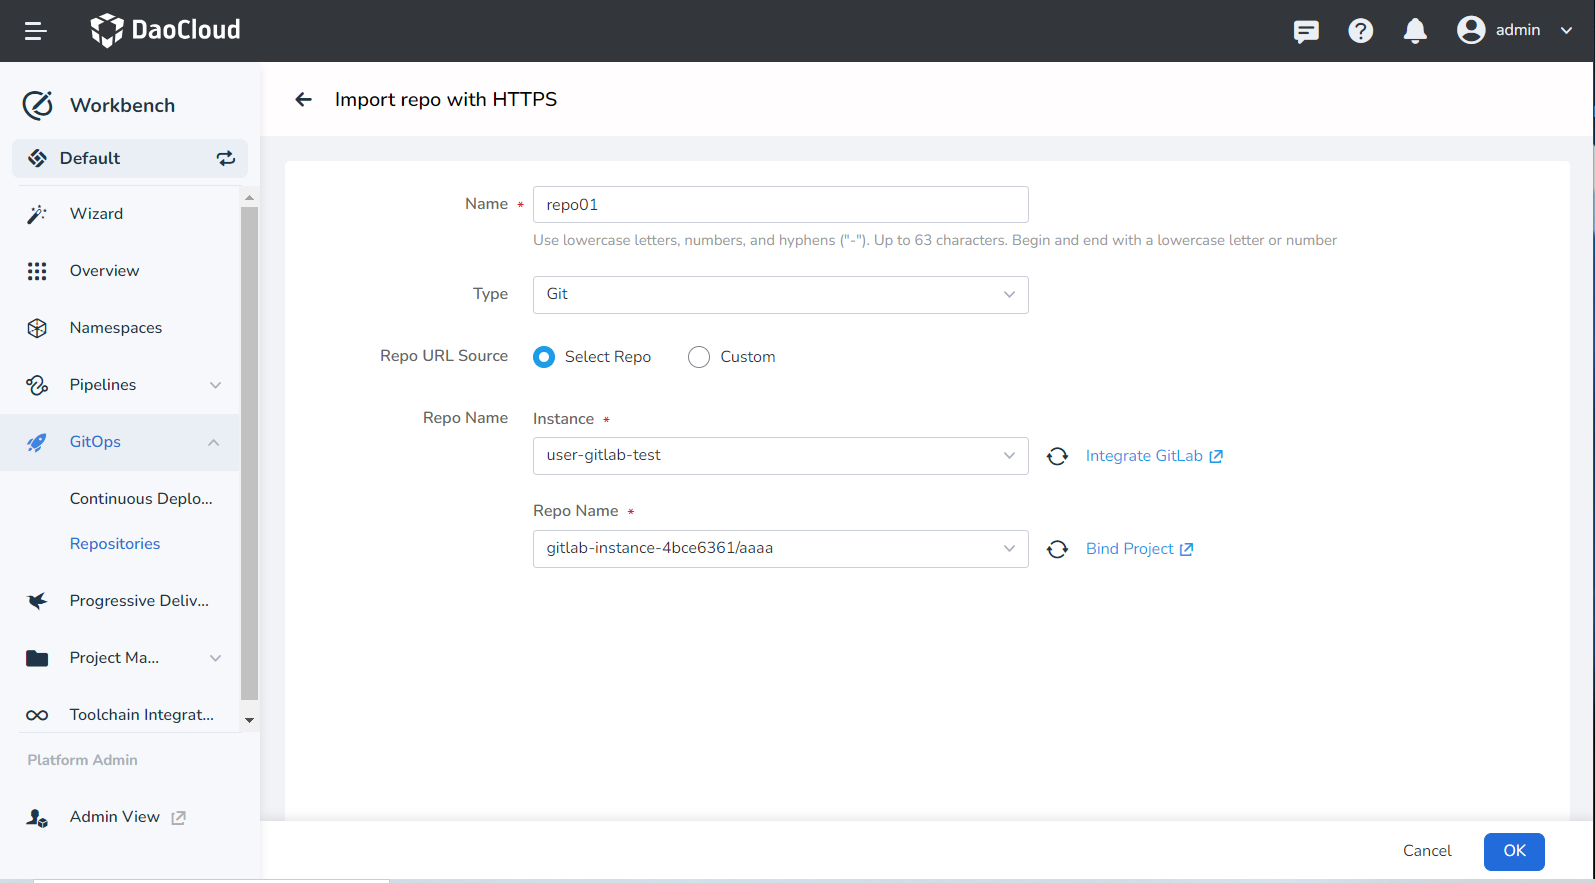 DaoCloud
admin
Workbench
Default
Wizard
Overview
Namespaces
Pipelines
GitOps
Continuous Deplo...
Repositories
Progressive Deliv...
Project Ma...
Toolchain Integrat...
Platform Admin
Admin View
Import repo with HTTPS
Name *
repo01
Use lowercase letters, numbers, and hyphens ("-"). Up to 63 characters. Begin and end with a lowercase letter or number
Type
Git
Repo URL Source
Select Repo
Custom
Repo Name
Instance *
user-gitlab-test
Integrate GitLab
Repo Name *
gitlab-instance-4bce6361/aaaa
Bind Project
Cancel
OK